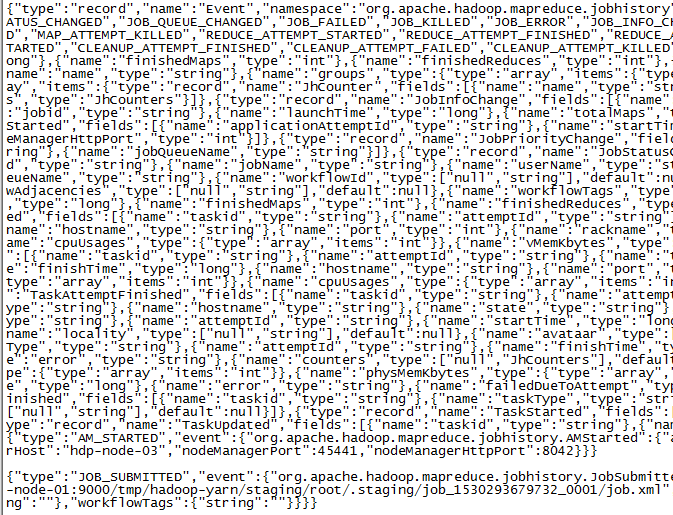 {"type":"record","name":"Event","namespace":"org.apache.hadoop.mapreduce.jobhistory"
ATUS_CHANGED","JOB_QUEUE_CHANGED","JOB_FAILED","JOB_KILLED","JOB_ERROR","JOB_INFO_CH
D","MAP_ATTEMPT_KILLED","REDUCE_ATTEMPT_STARTED","REDUCE_ATTEMPT_FINISHED","REDUCE_A
TARTED","CLEANUP_ATTEMPT_FINISHED","CLEANUP_ATTEMPT_FAILED","CLEANUP_ATTEMPT_KILLED"
ong"},{"name":"finishedMaps","type":"int"},{"name":"finishedReduces","type":"int"},{
"name":"name","type":"string"},{"name":"groups","type":{"type":"array","items":{"type
ay","items":{"type":"record","name":"JhCounter","fields":[{"name":"name","type":"str
s","type":"JhCounters"}]},{"type":"record","name":"JobInfoChange","fields":[{"name":
":"jobid","type":"string"},{"name":"launchTime","type":"long"},{"name":"totalMaps","t
Started","fields":[{"name":"applicationAttemptId","type":"string"},{"name":"startTim
eManagerHttpPort","type":"int"}]},{"type":"record","name":"JobPriorityChange","field
ring"},{"name":"jobQueueName","type":"string"}]},{"type":"record","name":"JobStatusC
d","type":"string"},{"name":"jobName","type":"string"},{"name":"userName","type":"st
eueName","type":"string"},{"name":"workflowId","type":["null","string"],"default":nu
wAdjacencies","type":["null","string"],"default":null},{"name":"workflowTags","type"
,"type":"long"},{"name":"finishedMaps","type":"int"},{"name":"finishedReduces","type
ed","fields":[{"name":"taskid","type":"string"},{"name":"attemptId","type":"string"}
name":"hostname","type":"string"},{"name":"port","type":"int"},{"name":"rackname","t
ame":"cpuUsages","type":{"type":"array","items":"int"}},{"name":"vMemKbytes","type":
":[{"name":"taskid","type":"string"},{"name":"attemptId","type":"string"},{"name":"t
e":"finishTime","type":"long"},{"name":"hostname","type":"string"},{"name":"port","t
type":"array","items":"int"}},{"name":"cpuUsages","type":{"type":"array","items":"in
":"TaskAttemptFinished","fields":[{"name":"taskid","type":"string"},{"name":"attempt
ype":"string"},{"name":"hostname","type":"string"},{"name":"state","type":"string"},
ype":"string"},{"name":"attemptId","type":"string"},{"name":"startTime","type":"long
name":"locality","type":["null","string"],"default":null},{"name":"avataar","type":[
Type","type":"string"},{"name":"attemptId","type":"string"},{"name":"finishTime","ty
e":"error","type":"string"},{"name":"counters","type":["null","JhCounters"],"default
pe":{"type":"array","items":"int"}},{"name":"physMemKbytes","type":{"type":"array","
e","type":"long"},{"name":"error","type":"string"},{"name":"failedDueToAttempt","typ
inished","fields":[{"name":"taskid","type":"string"},{"name":"taskType","type":"stri
["null","string"],"default":null}]},{"type":"record","name":"TaskStarted","fields":[
ype":"record","name":"TaskUpdated","fields":[{"name":"taskid","type":"string"},{"nam
{"type":"AM_STARTED","event":{"org.apache.hadoop.mapreduce.jobhistory.AMStarted":{"a
rHost":"hdp-node-03","nodeManagerPort":45441,"nodeManagerHttpPort":8042}}}
{"type":"JOB_SUBMITTED","event":{"org.apache.hadoop.mapreduce.jobhistory.JobSubmitte
-node-01:9000/tmp/hadoop-yarn/staging/root/.staging/job_1530293679732_0001/job.xml"
ng":""},"workflowTags":{"string":""}}}}